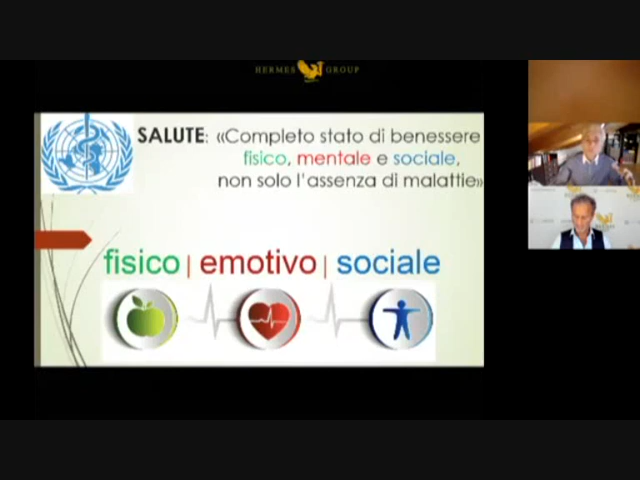 HERMES GROUP
SALUTE: «Completo stato di benessere
fisico, mentale e sociale,
non solo l'assenza di malattie»
fisico | emotivo | sociale